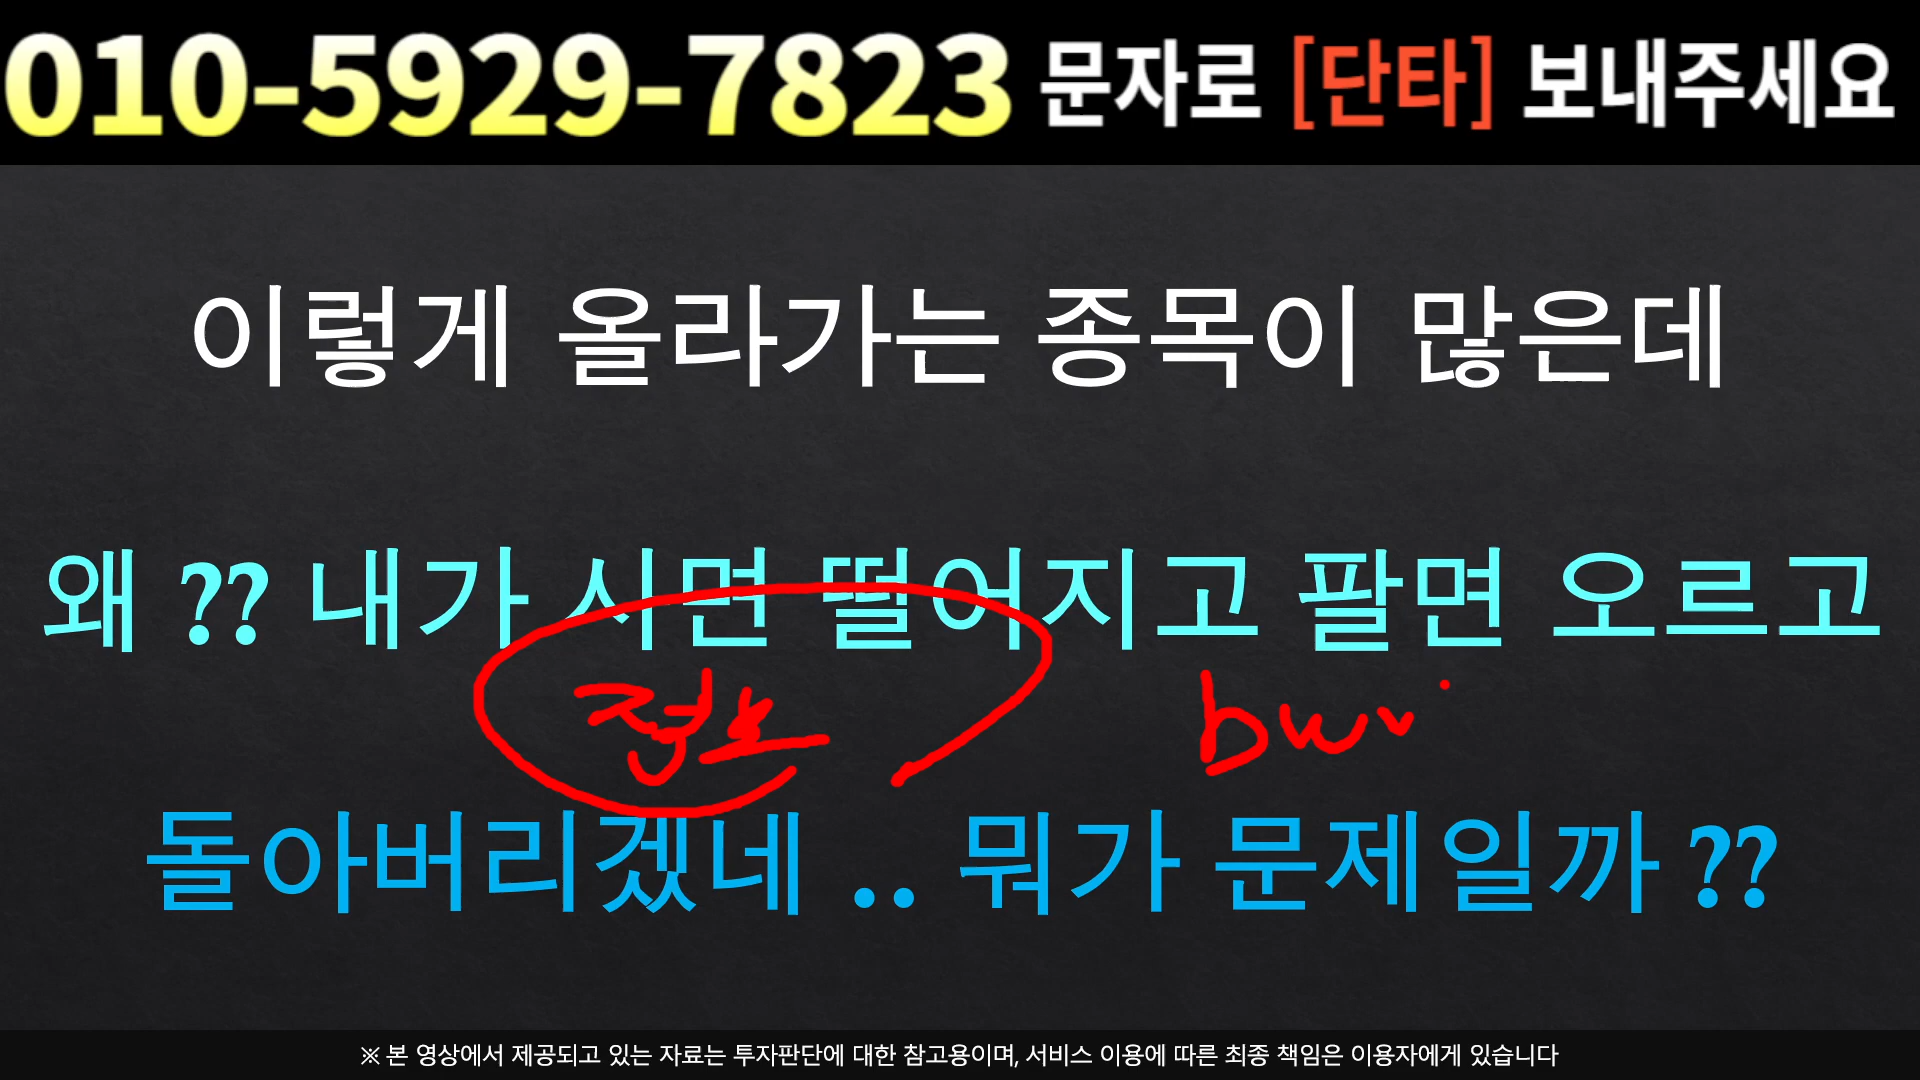 010-5929-7823 문자로 [단타] 보내주세요
이렇게 올라가는 종목이 많은데
왜 ?? 내가 사면 떨어지고 팔면 오르고
정보
돌아버리겠네 .. 뭐가 문제일까 ??
※ 본 영상에서 제공되고 있는 자료는 투자판단에 대한 참고용이며, 서비스 이용에 따른 최종 책임은 이용자에게 있습니다